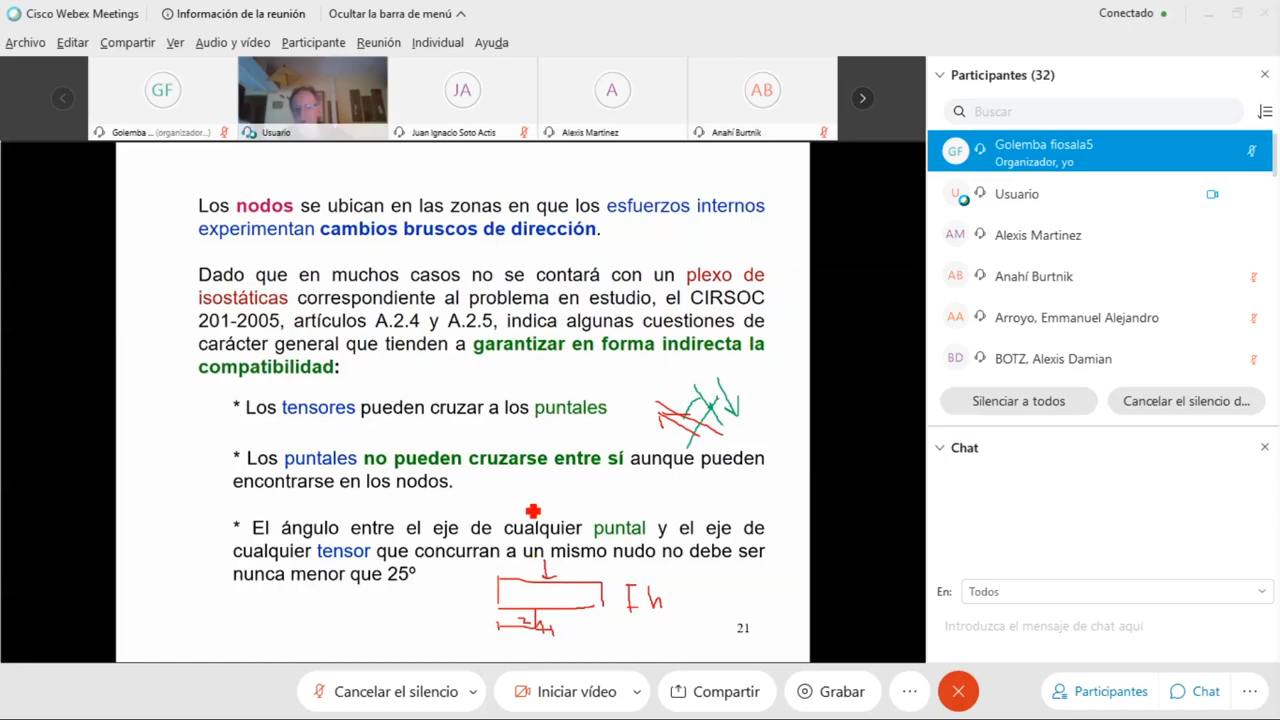 Cisco Webex Meetings
Información de la reunión
Ocultar la barra de menú
Conectado
Archivo Editar Compartir Ver Audio y vídeo Participante Reunión Individual Ayuda
GF
JA
A
AB
Golemba ... (organizador...)
Usuario
Juan Ignacio Soto Actis
Alexis Martinez
Anahí Burtnik
Los nodos se ubican en las zonas en que los esfuerzos internos
experimentan cambios bruscos de dirección.
Dado que en muchos casos no se contará con un plexo de
isostáticas correspondiente al problema en estudio, el CIRSOC
201-2005, artículos A.2.4 y A.2.5, indica algunas cuestiones de
carácter general que tienden a garantizar en forma indirecta la
compatibilidad:
* Los tensores pueden cruzar a los puntales
* Los puntales no pueden cruzarse entre sí aunque pueden
encontrarse en los nodos.
* El ángulo entre el eje de cualquier puntal y el eje de
cualquier tensor que concurran a un mismo nudo no debe ser
nunca menor que 25º
h
21
Participantes (32)
Buscar
GF Golemba fiosala5
Organizador, yo
U Usuario
AM Alexis Martinez
AB Anahí Burtnik
AA Arroyo, Emmanuel Alejandro
BD BOTZ, Alexis Damian
Silenciar a todos
Cancelar el silencio d...
Chat
En: Todos
Introduzca el mensaje de chat aquí
Cancelar el silencio
Iniciar vídeo
Compartir
Grabar
Participantes
Chat